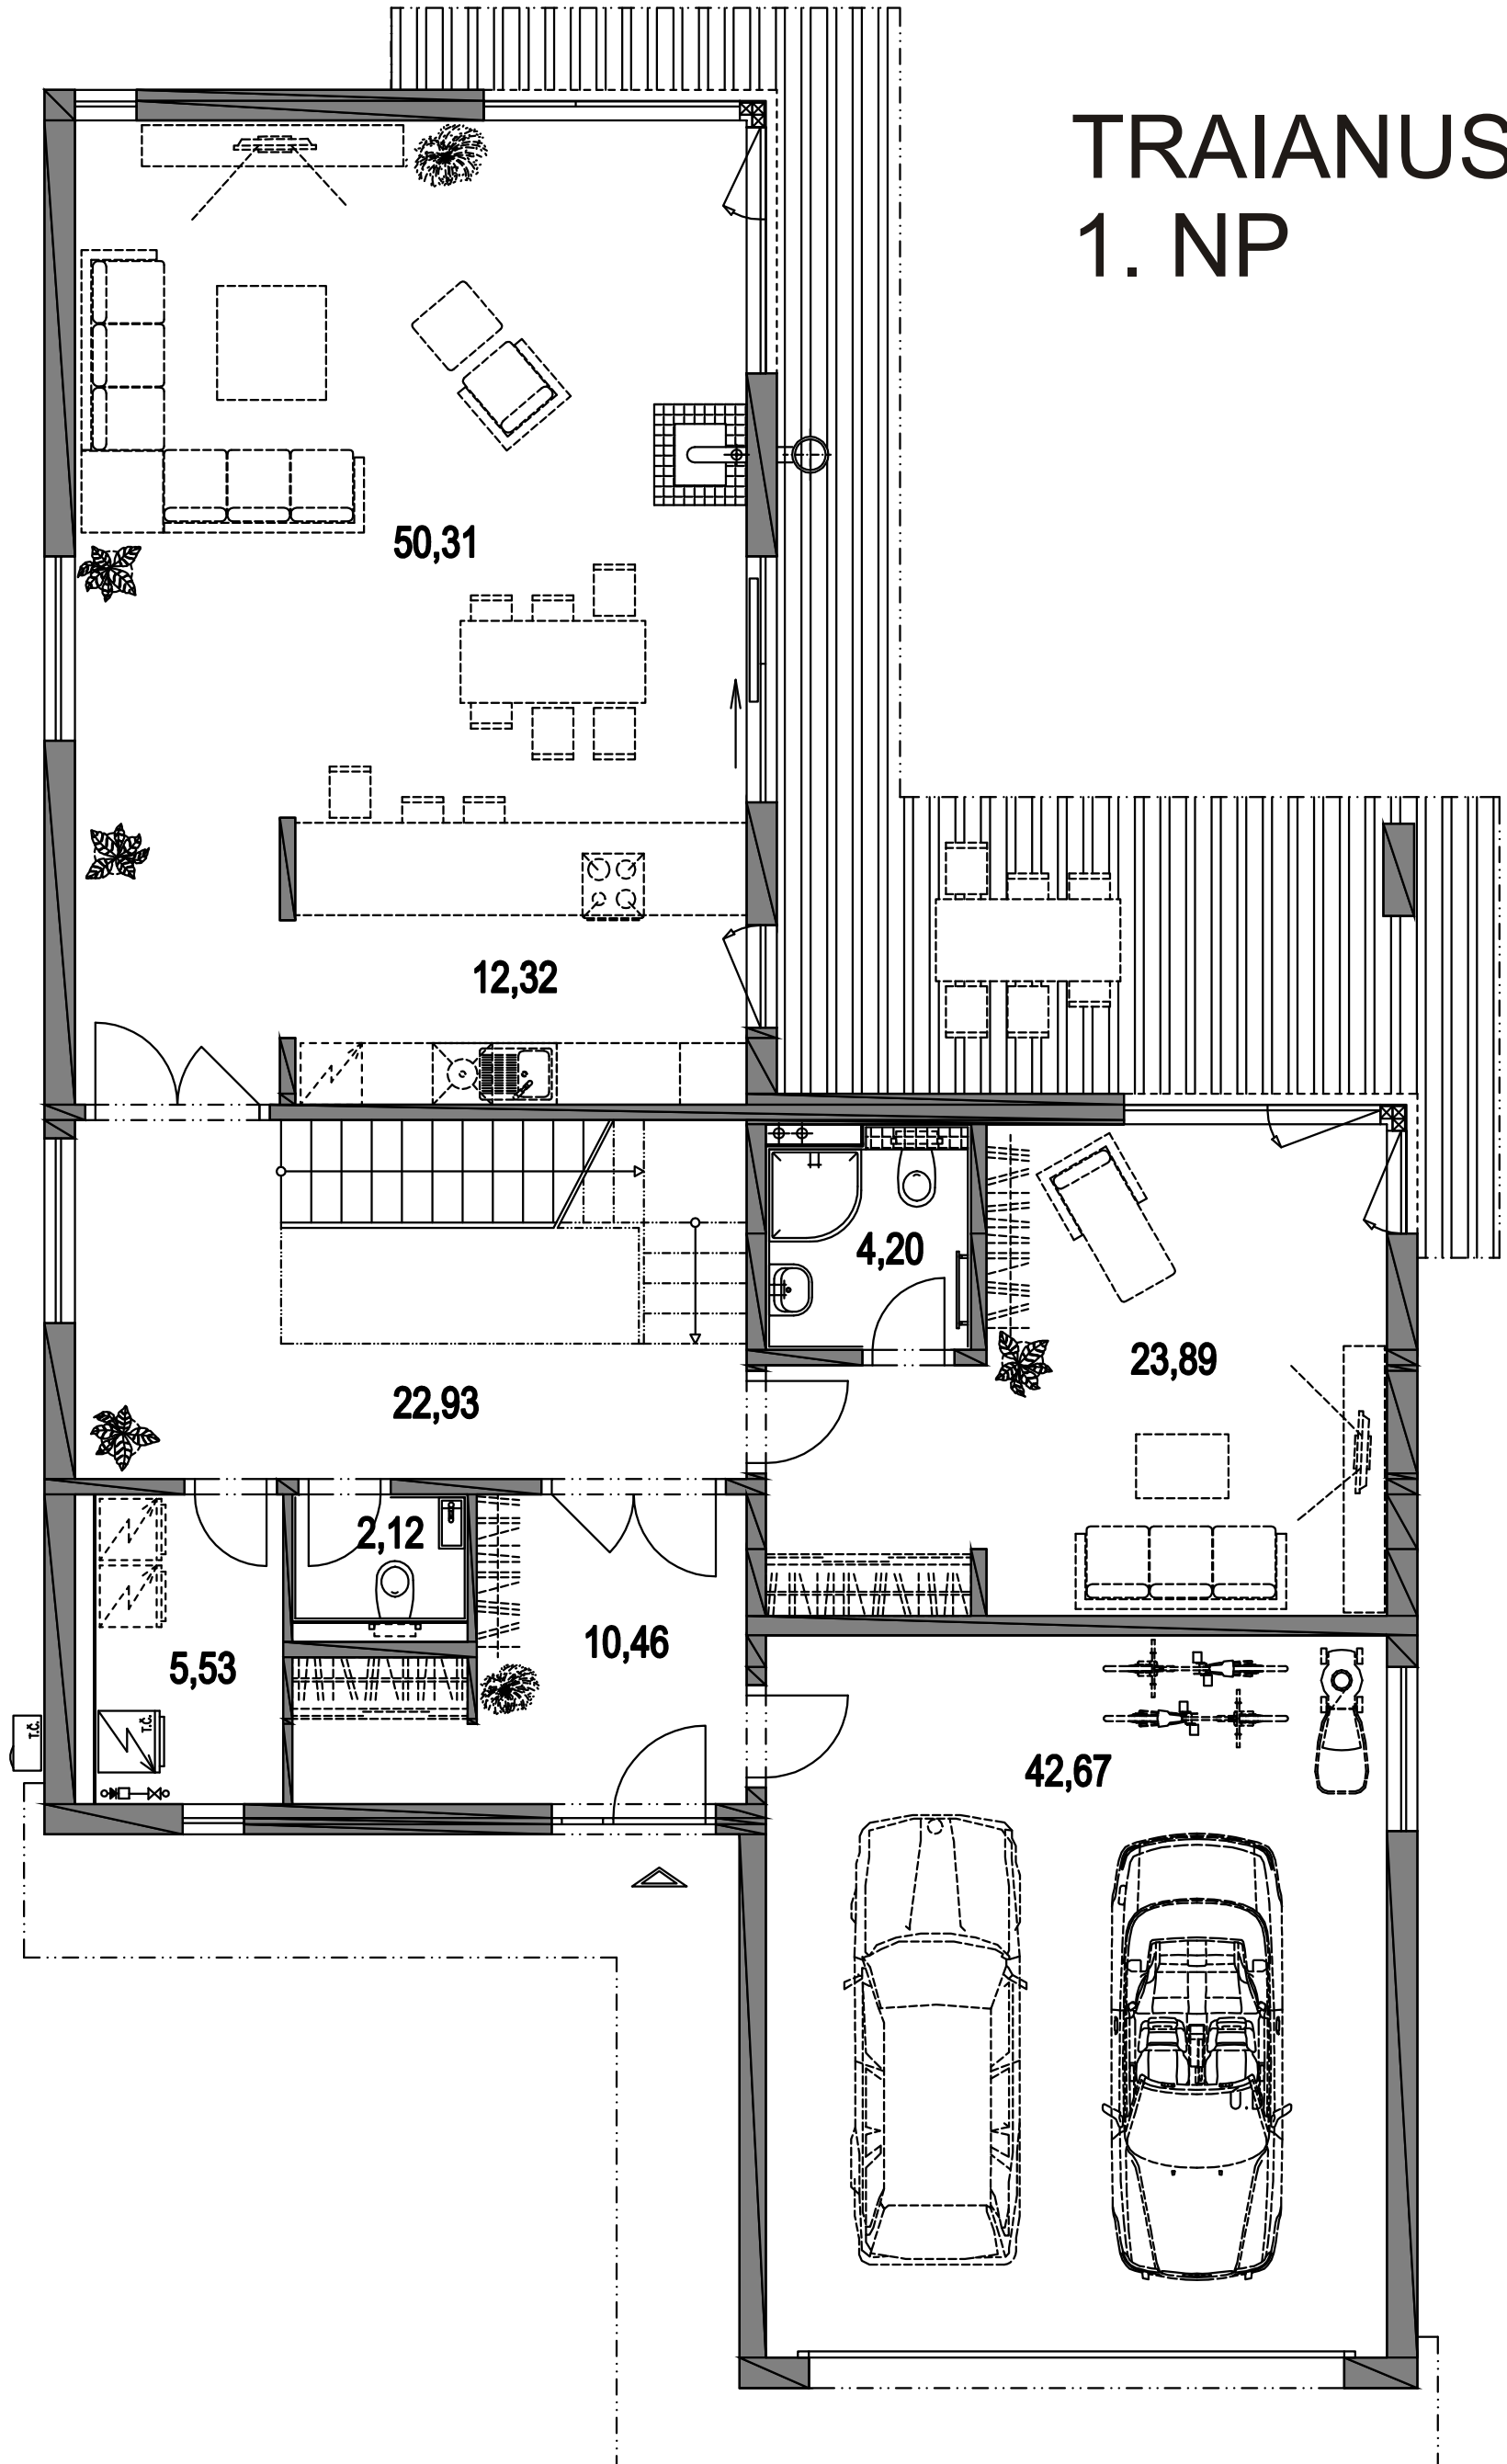 TRAIANUS
1. NP
50,31
12,32
4,20
23,89
22,93
2,12
10,46
5,53
T.Č.
T.Č.
42,67